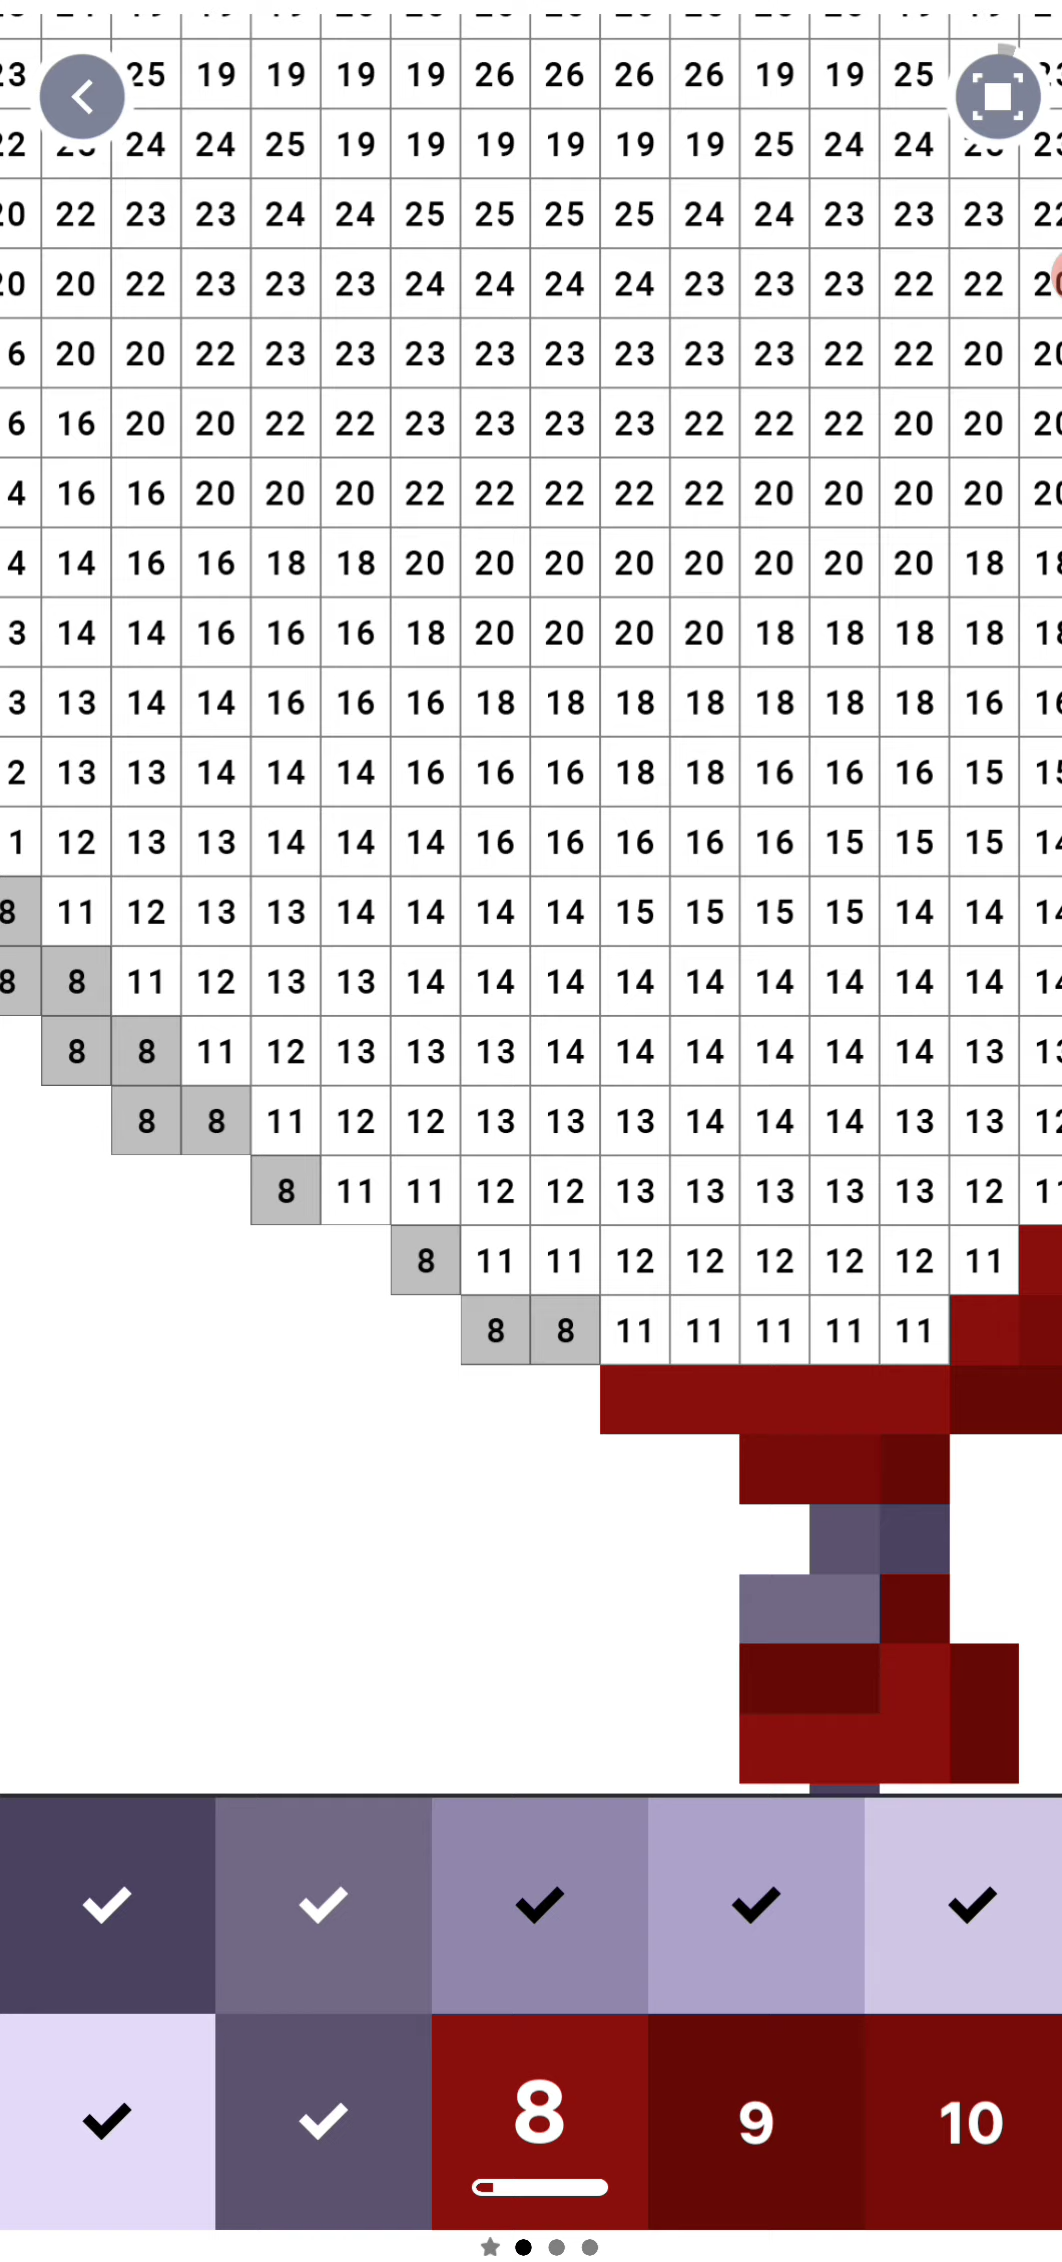 25 19 19 19 19 26 26 26 26 19 19 25
24 24 25 19 19 19 19 19 19 25 24 24
22 23 23 24 24 25 25 25 25 24 24 23 23 23
20 22 23 23 23 24 24 24 24 23 23 23 22 22
6 20 20 22 23 23 23 23 23 23 23 23 22 22 20
6 16 20 20 22 22 23 23 23 23 22 22 22 20 20
4 16 16 20 20 20 22 22 22 22 22 20 20 20 20
4 14 16 16 18 18 20 20 20 20 20 20 20 20 18
3 14 14 16 16 16 18 20 20 20 20 18 18 18 18
3 13 14 14 16 16 16 18 18 18 18 18 18 18 16
2 13 13 14 14 14 16 16 16 18 18 16 16 16 15
1 12 13 13 14 14 14 16 16 16 16 16 15 15 15
8 11 12 13 13 14 14 14 14 15 15 15 15 14 14
8 8 11 12 13 13 14 14 14 14 14 14 14 14 14
8 8 11 12 13 13 13 14 14 14 14 14 14 13
8 8 11 12 12 13 13 13 14 14 14 13 13
8 11 11 12 12 13 13 13 13 13 12
8 11 11 12 12 12 12 12 11
8 8 11 11 11 11 11
8 9 10